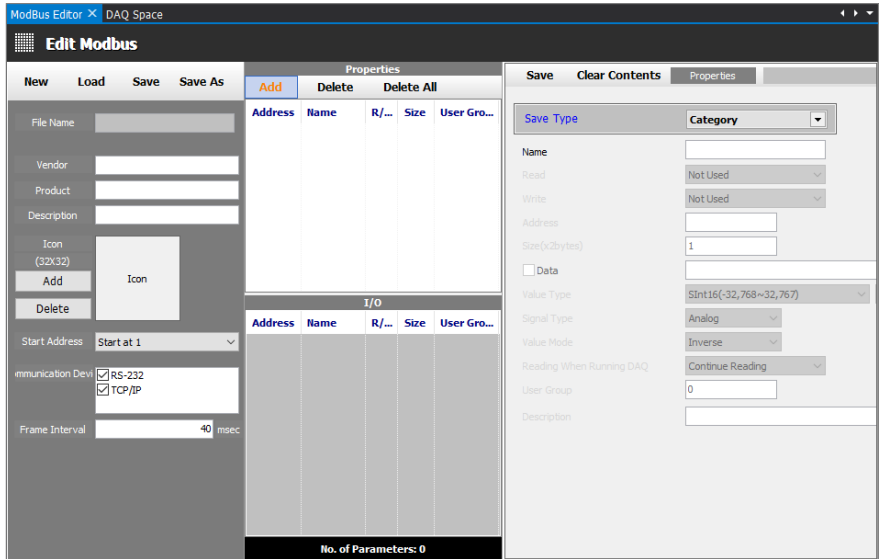 ModBus Editor × DAQ Space
Edit Modbus
New Load Save Save As
File Name
Vendor
Product
Description
Icon
(32X32)
Add
Icon
Delete
Start Address Start at 1
mmunication Devi
RS-232
TCP/IP
Frame Interval 40 msec
Properties
Add Delete Delete All
Address Name R/... Size User Gro...
I/O
Address Name R/... Size User Gro...
No. of Parameters: 0
Save Clear Contents Properties
Save Type Category
Name
Read Not Used
Write Not Used
Address
Size(x2bytes) 1
Data
Value Type SInt16(-32,768~32,767)
Signal Type Analog
Value Mode Inverse
Reading When Running DAQ Continue Reading
User Group 0
Description